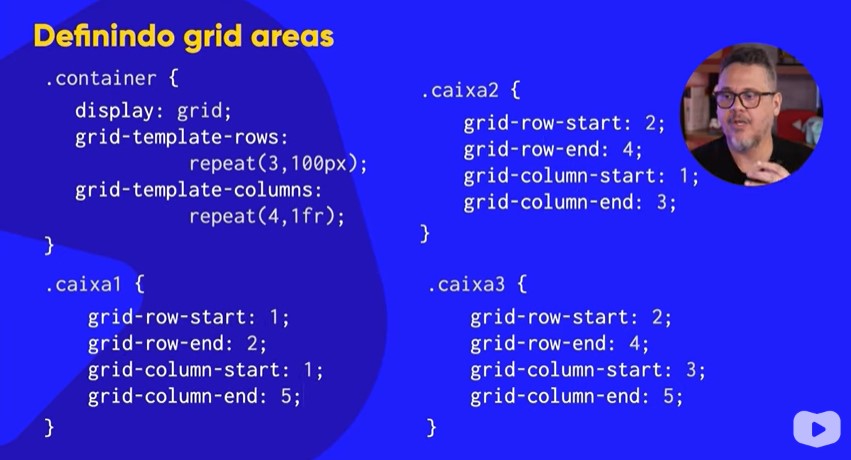 Definindo grid areas
.container {
display: grid;
grid-template-rows:
repeat(3,100px);
grid-template-columns:
repeat(4,1fr);
}
.caixa1 {
grid-row-start: 1;
grid-row-end: 2;
grid-column-start: 1;
grid-column-end: 5;
}
.caixa2 {
grid-row-start: 2;
grid-row-end: 4;
grid-column-start: 1;
grid-column-end: 3;
}
.caixa3 {
grid-row-start: 2;
grid-row-end: 4;
grid-column-start: 3;
grid-column-end: 5;
}